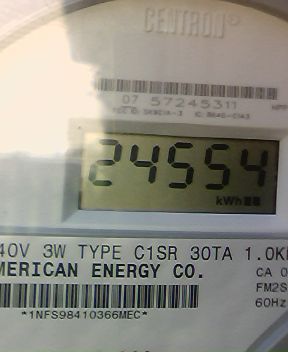 CENTRON®
07 57245311
24554
kWh
40V 3W TYPE C1SR 30TA 1.0K
MERICAN ENERGY CO.
CA 0
FM2S
60Hz
*1NFS98410366MEC*